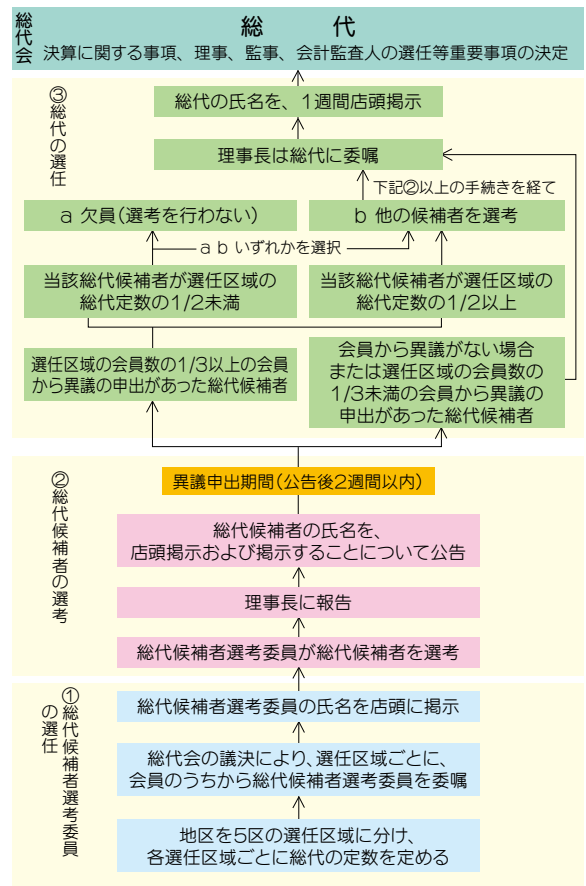 総代会
総代
決算に関する事項、理事、監事、会計監査人の選任等重要事項の決定
③総代の選任
総代の氏名を、1週間店頭掲示
理事長は総代に委嘱
下記②以上の手続きを経て
a 欠員（選考を行わない）
b 他の候補者を選考
a b いずれかを選択
当該総代候補者が選任区域の
総代定数の1/2未満
当該総代候補者が選任区域の
総代定数の1/2以上
選任区域の会員数の1/3以上の会員
から異議の申出があった総代候補者
会員から異議がない場合
または選任区域の会員数の
1/3未満の会員から異議の
申出があった総代候補者
②総代候補者の選考
異議申出期間（公告後2週間以内）
総代候補者の氏名を、
店頭掲示および掲示することについて公告
理事長に報告
総代候補者選考委員が総代候補者を選考
①総代候補者選考委員
の選任
総代候補者選考委員の氏名を店頭に掲示
総代会の議決により、選任区域ごとに、
会員のうちから総代候補者選考委員を委嘱
地区を5区の選任区域に分け、
各選任区域ごとに総代の定数を定める